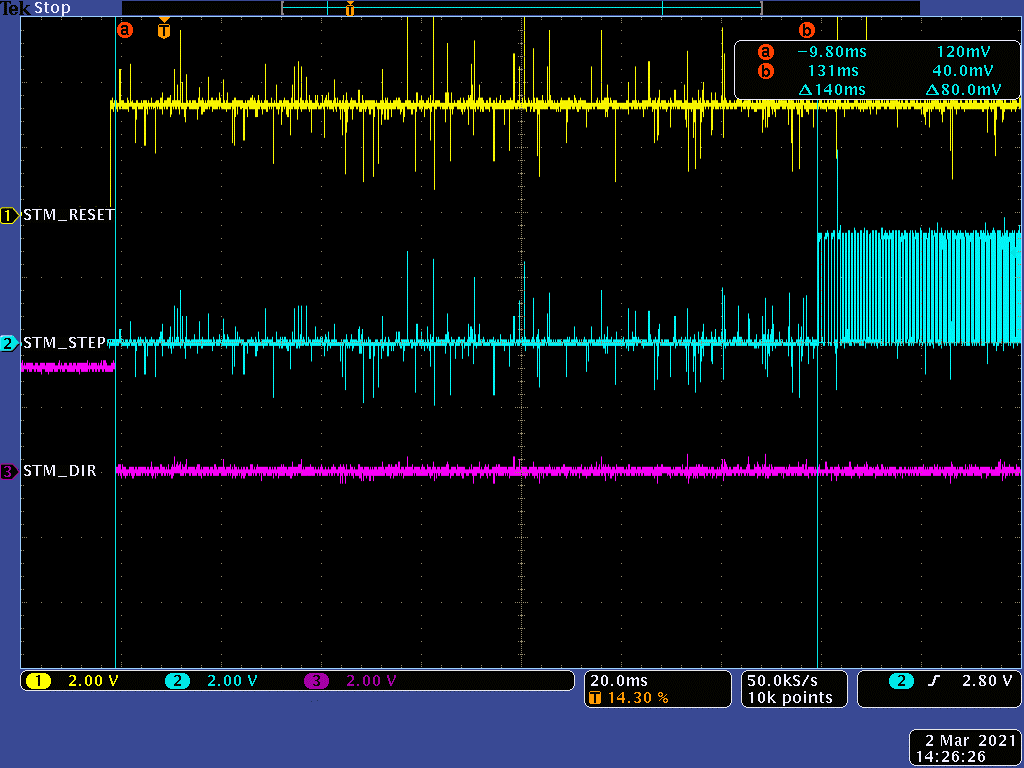 Tek Stop
T
a T b
a −9.80ms 120mV
b 131ms 40.0mV
Δ140ms Δ80.0mV
1 STM_RESET
2 STM_STEP
3 STM_DIR
1 2.00 V 2 2.00 V 3 2.00 V
20.0ms
T 14.30 %
50.0kS/s
10k points
2 2.80 V
2 Mar 2021
14:26:26